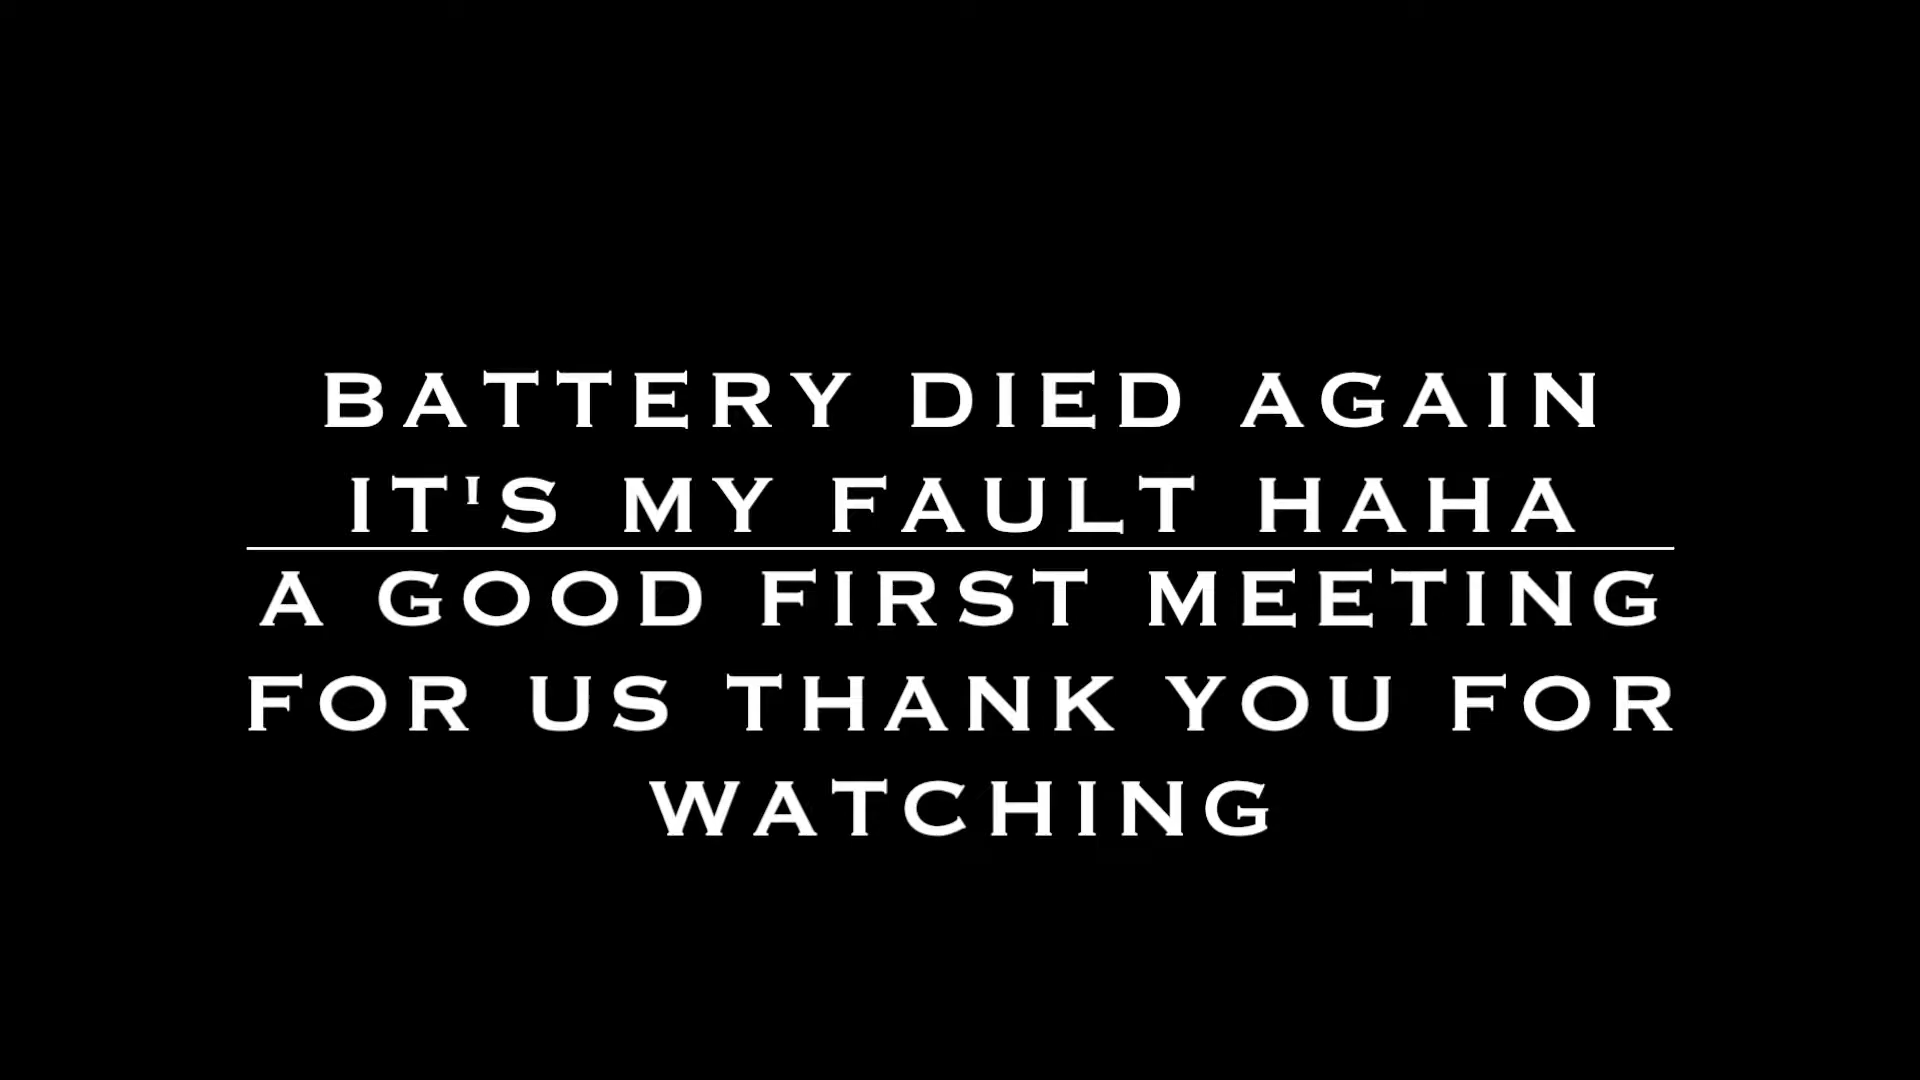 BATTERY DIED AGAIN
IT'S MY FAULT HAHA
A GOOD FIRST MEETING
FOR US THANK YOU FOR
WATCHING